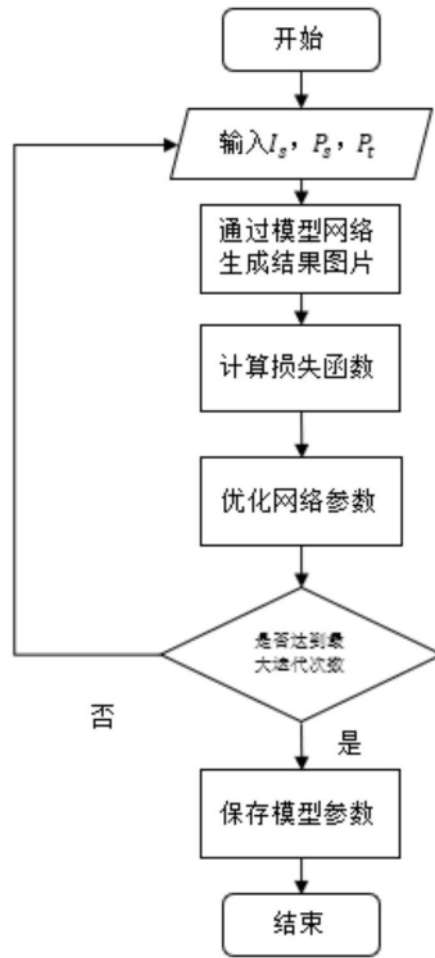 开始
输入I_s，P_s，P_t
通过模型网络
生成结果图片
计算损失函数
优化网络参数
是否达到最
大迭代次数
否
是
保存模型参数
结束